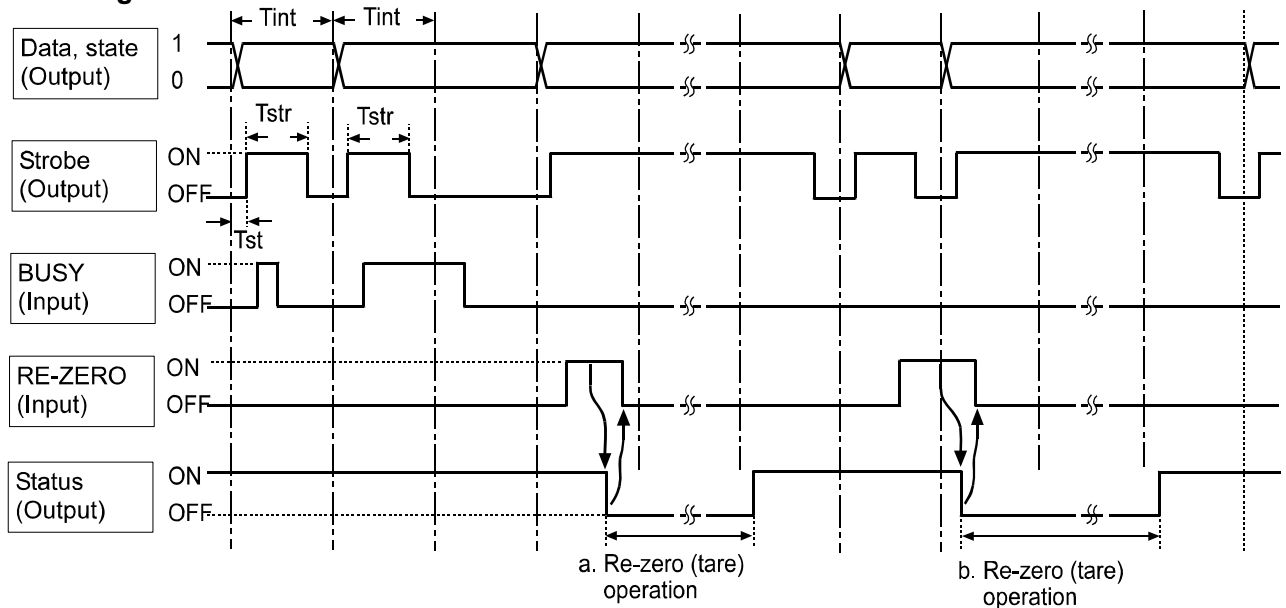 Tint Tint
Data, state
(Output)
1
0
Tstr Tstr
Strobe
(Output)
ON
OFF
Tst
BUSY
(Input)
ON
OFF
RE-ZERO
(Input)
ON
OFF
Status
(Output)
ON
OFF
a. Re-zero (tare)
operation
b. Re-zero (tare)
operation